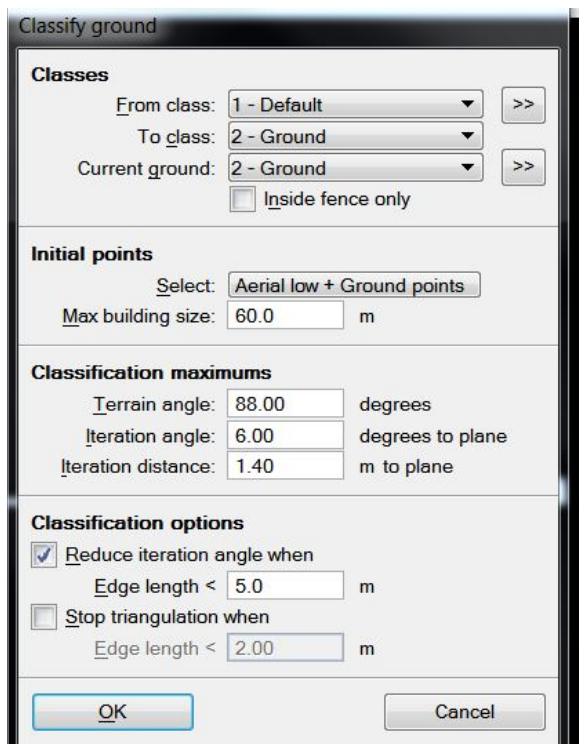 Classify ground
Classes
From class: 1 - Default >>
To class: 2 - Ground
Current ground: 2 - Ground >>
Inside fence only
Initial points
Select: Aerial low + Ground points
Max building size: 60.0 m
Classification maximums
Terrain angle: 88.00 degrees
Iteration angle: 6.00 degrees to plane
Iteration distance: 1.40 m to plane
Classification options
Reduce iteration angle when
Edge length < 5.0 m
Stop triangulation when
Edge length < 2.00 m
OK Cancel